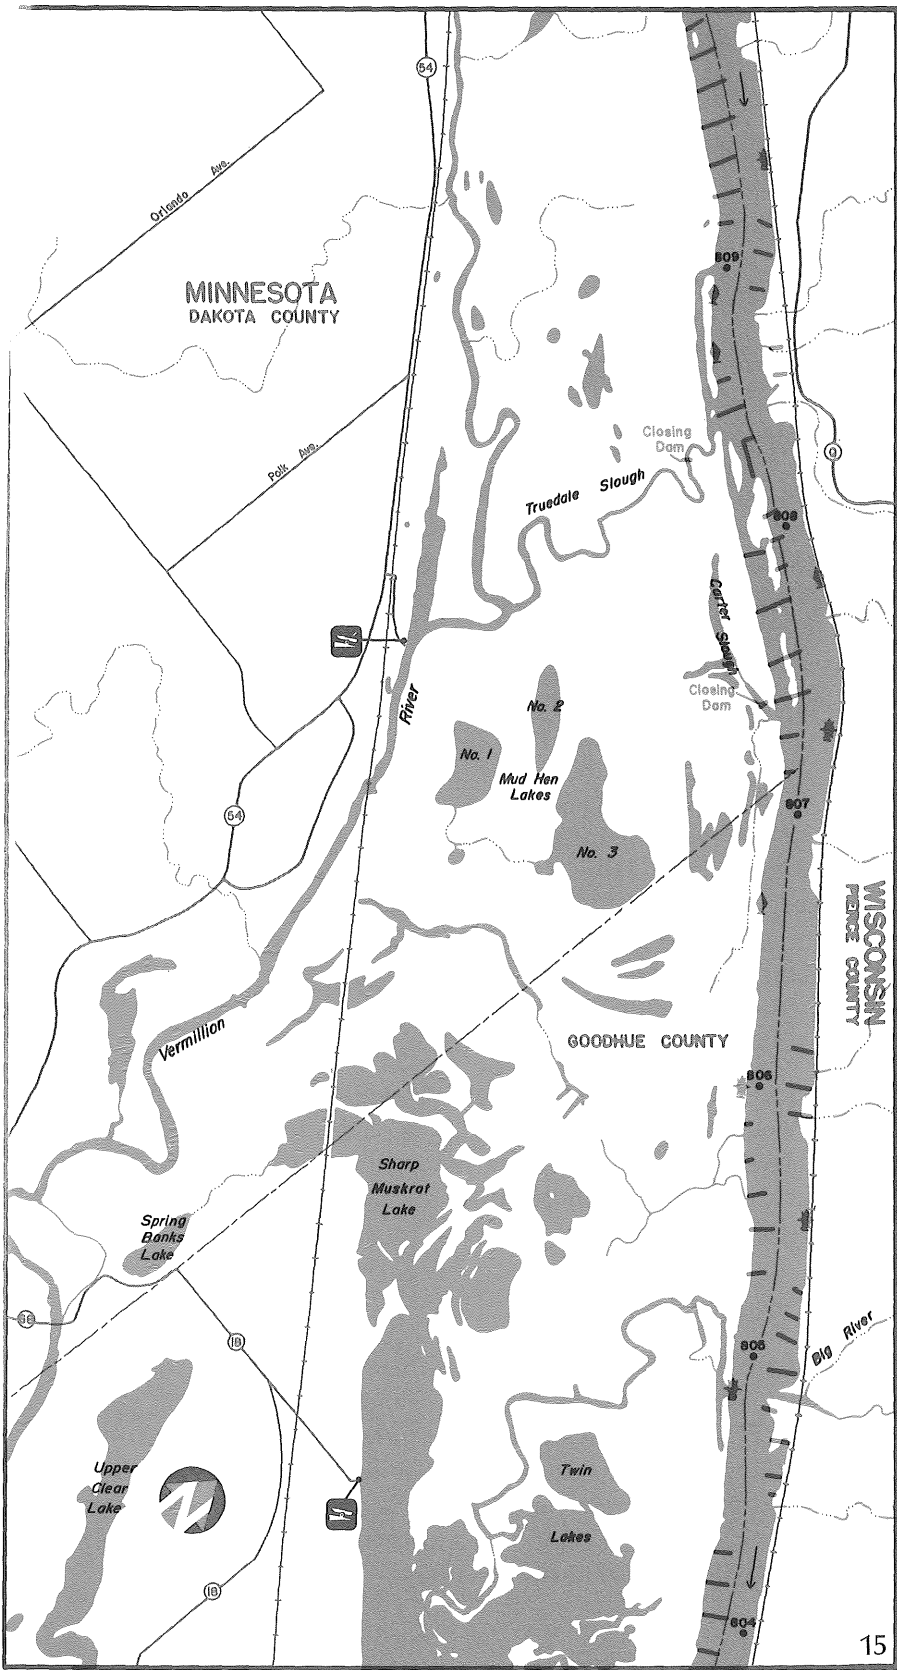 54
Orlando Ave.
809
MINNESOTA
DAKOTA COUNTY
Closing
Dam
Polk Ave.
Truedale Slough
808
Carter Slough
River
Closing
Dam
No. 2
No. 1
Mud Hen
Lakes
54
807
No. 3
WISCONSIN
PIERCE COUNTY
Vermillion
GOODHUE COUNTY
806
Sharp
Muskrat
Lake
Spring
Banks
Lake
68
18
805
Big River
Upper
Clear
Lake
N
Twin
Lakes
18
804
15